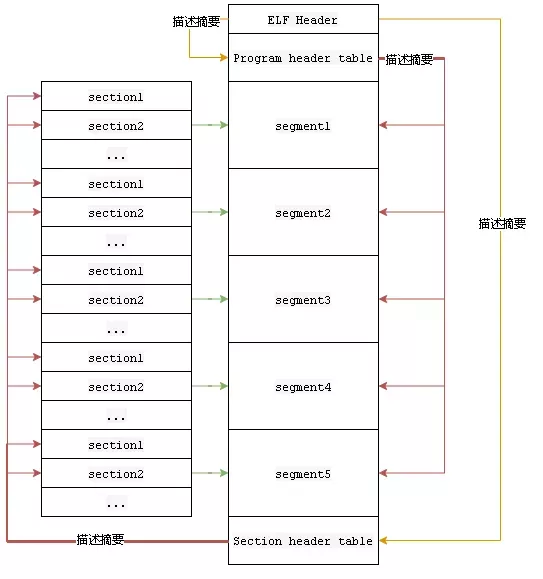 ELF Header
描述摘要
Program header table
描述摘要
section1
section2
...
segment1
section1
section2
...
segment2
描述摘要
section1
section2
...
segment3
section1
section2
...
segment4
section1
section2
...
segment5
描述摘要
Section header table